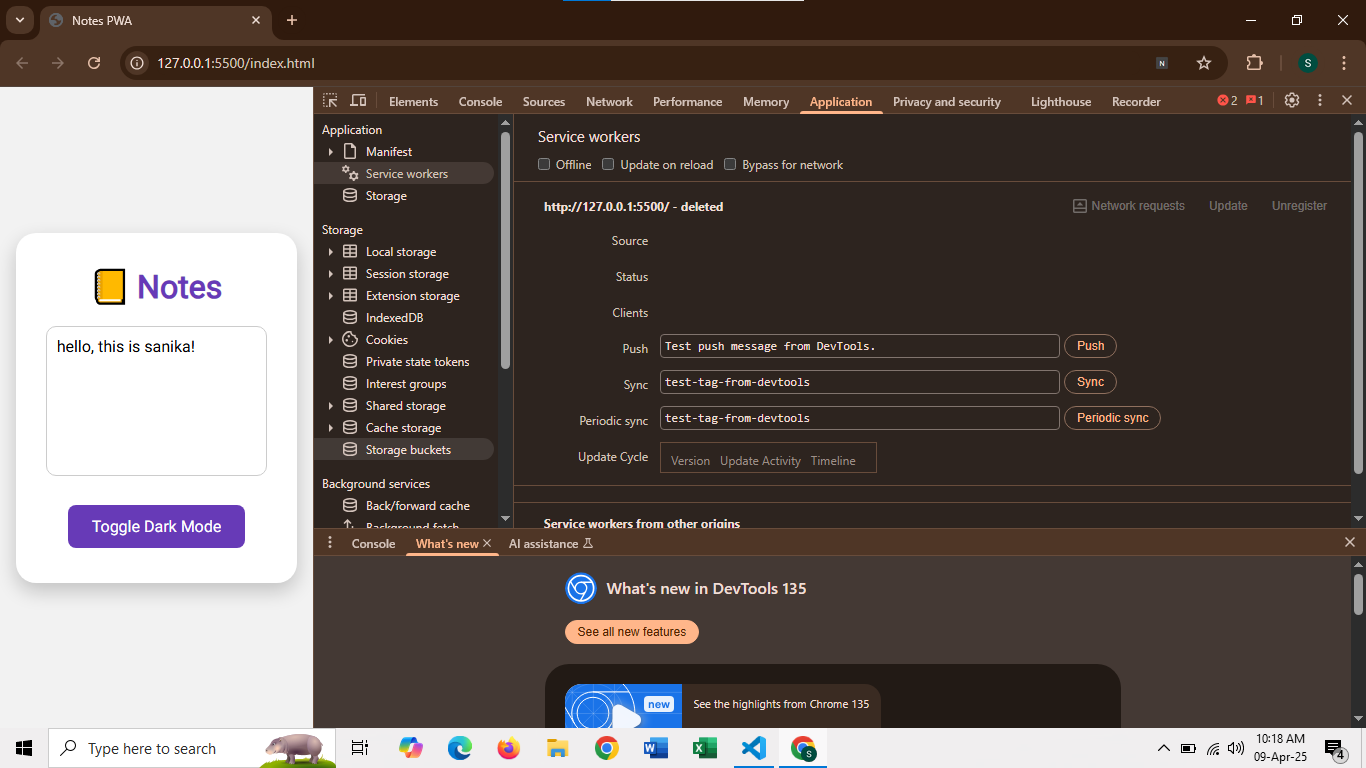 Notes PWA
127.0.0.1:5500/index.html
N
S
Elements Console Sources Network Performance Memory Application Privacy and security Lighthouse Recorder 2 1
Application
Manifest
Service workers
Storage
Storage
Local storage
Session storage
Extension storage
IndexedDB
Cookies
Private state tokens
Interest groups
Shared storage
Cache storage
Storage buckets
Background services
Back/forward cache
Background fetch
Service workers
Offline Update on reload Bypass for network
http://127.0.0.1:5500/ - deleted Network requests Update Unregister
Source
Status
Clients
Push Test push message from DevTools. Push
Sync test-tag-from-devtools Sync
Periodic sync test-tag-from-devtools Periodic sync
Update Cycle Version Update Activity Timeline
Service workers from other origins
Notes
hello, this is sanika!
Toggle Dark Mode
Console What's new AI assistance
What's new in DevTools 135
See all new features
new
See the highlights from Chrome 135
Type here to search
S
10:18 AM
09-Apr-25
4